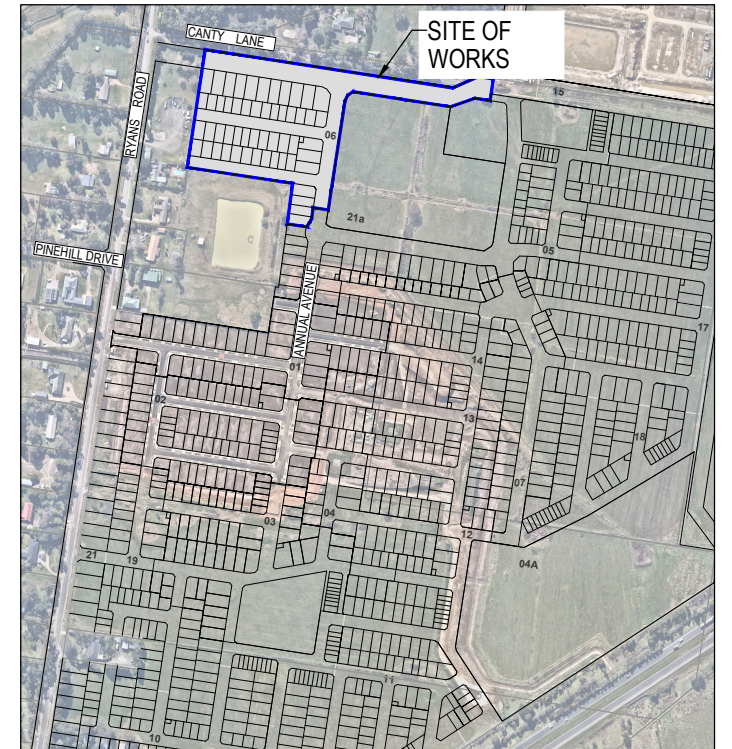 CANTY LANE
SITE OF
WORKS
15
RYANS ROAD
06
21a
PINEHILL DRIVE
05
ANNUAL AVENUE
17
14
01
02
13
18
07
03
04
12
21
19
04A
11
10